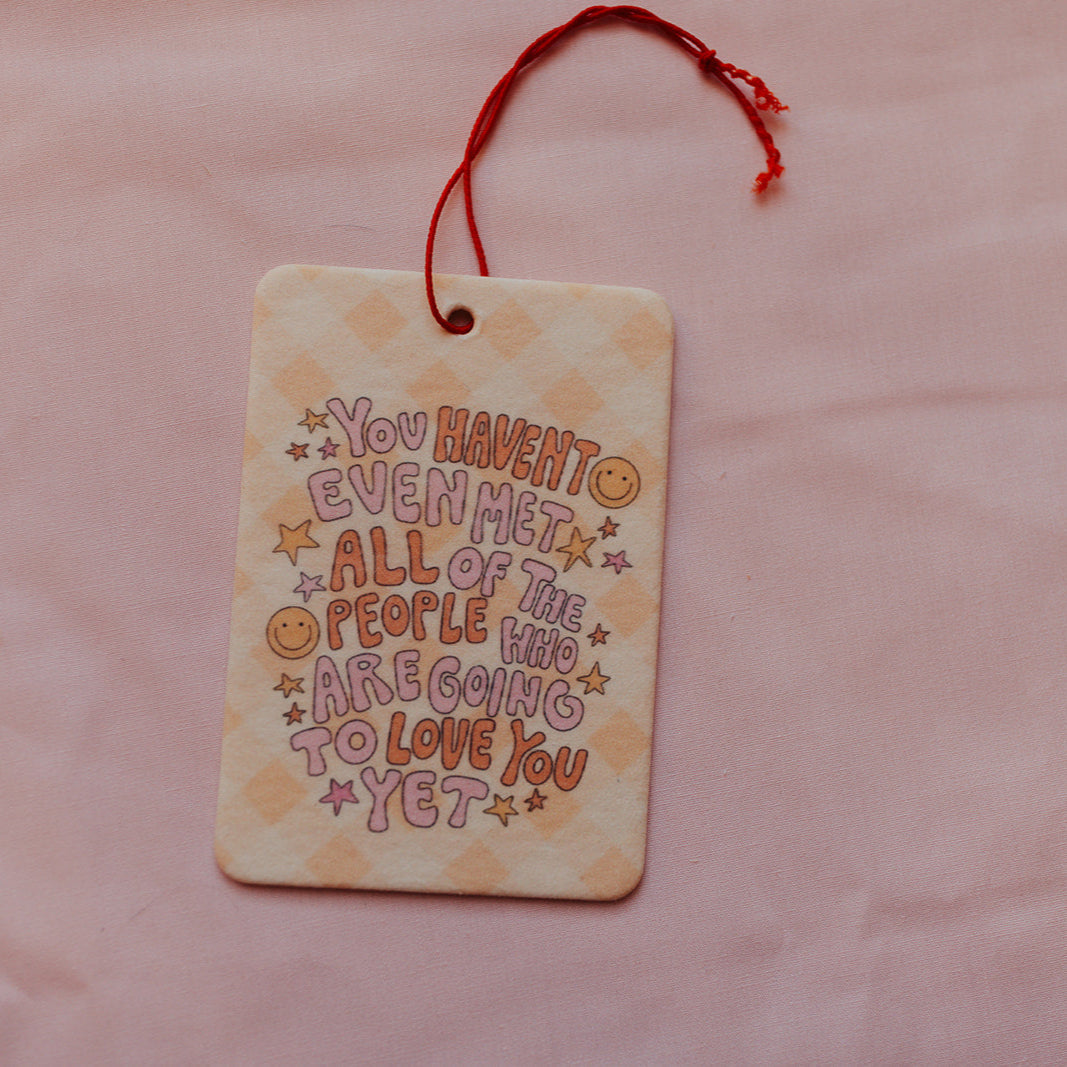 YOU HAVENT
EVEN MET
ALL OF THE
PEOPLE WHO
ARE GOING
TO LOVE YOU
YET